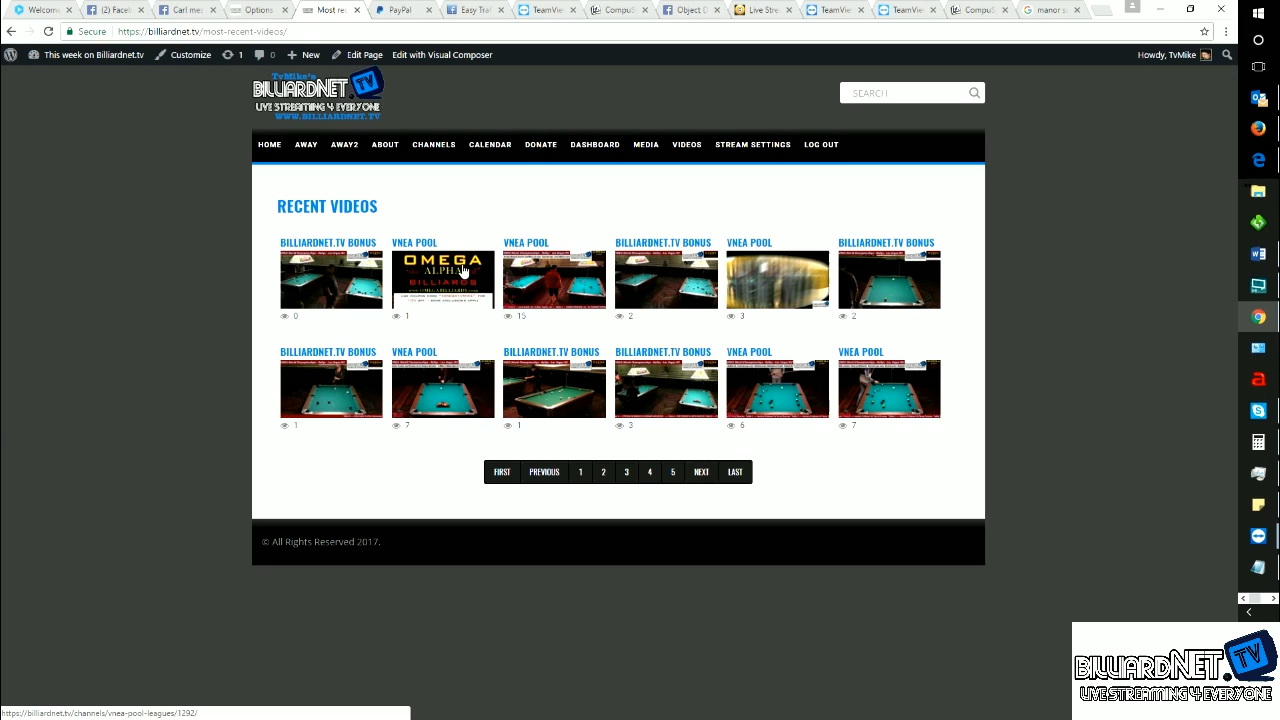 Welcom
(2) Face
Carl me
Options
Most re
PayPal
Easy Tra
TeamVie
CompuS
Object D
Live Stre
TeamVie
TeamVie
CompuS
manor s
Secure https://billiardnet.tv/most-recent-videos/
This week on Billiardnet.tv Customize 1 0 New Edit Page Edit with Visual Composer Howdy, TvMike
TvMike's
BILLIARDNET.TV
LIVE STREAMING 4 EVERYONE
WWW.BILLIARDNET.TV
SEARCH
HOME AWAY AWAY2 ABOUT CHANNELS CALENDAR DONATE DASHBOARD MEDIA VIDEOS STREAM SETTINGS LOG OUT
RECENT VIDEOS
BILLIARDNET.TV BONUS VNEA POOL VNEA POOL BILLIARDNET.TV BONUS VNEA POOL BILLIARDNET.TV BONUS
OMEGA
ALPHA
BILLIARDS
WWW.OMEGABILLIARDS.COM
0 1 15 2 3 2
BILLIARDNET.TV BONUS VNEA POOL BILLIARDNET.TV BONUS BILLIARDNET.TV BONUS VNEA POOL VNEA POOL
1 7 1 3 6 7
FIRST PREVIOUS 1 2 3 4 5 NEXT LAST
© All Rights Reserved 2017.
BILLIARDNET.TV
LIVE STREAMING 4 EVERYONE
https://billiardnet.tv/channels/vnea-pool-leagues/1292/